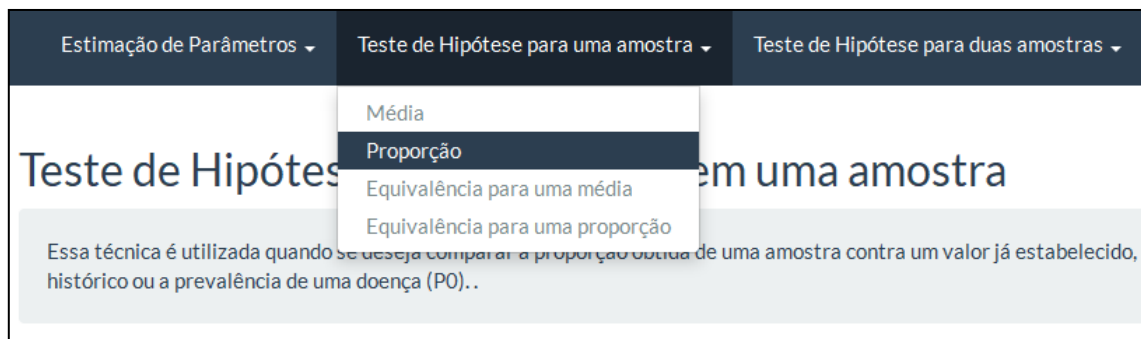 Estimação de Parâmetros Teste de Hipótese para uma amostra Teste de Hipótese para duas amostras
Média
Proporção
Equivalência para uma média
Equivalência para uma proporção
Teste de Hipótes em uma amostra
Essa técnica é utilizada quando se deseja comparar a proporção obtida de uma amostra contra um valor já estabelecido,
histórico ou a prevalência de uma doença (P0). .